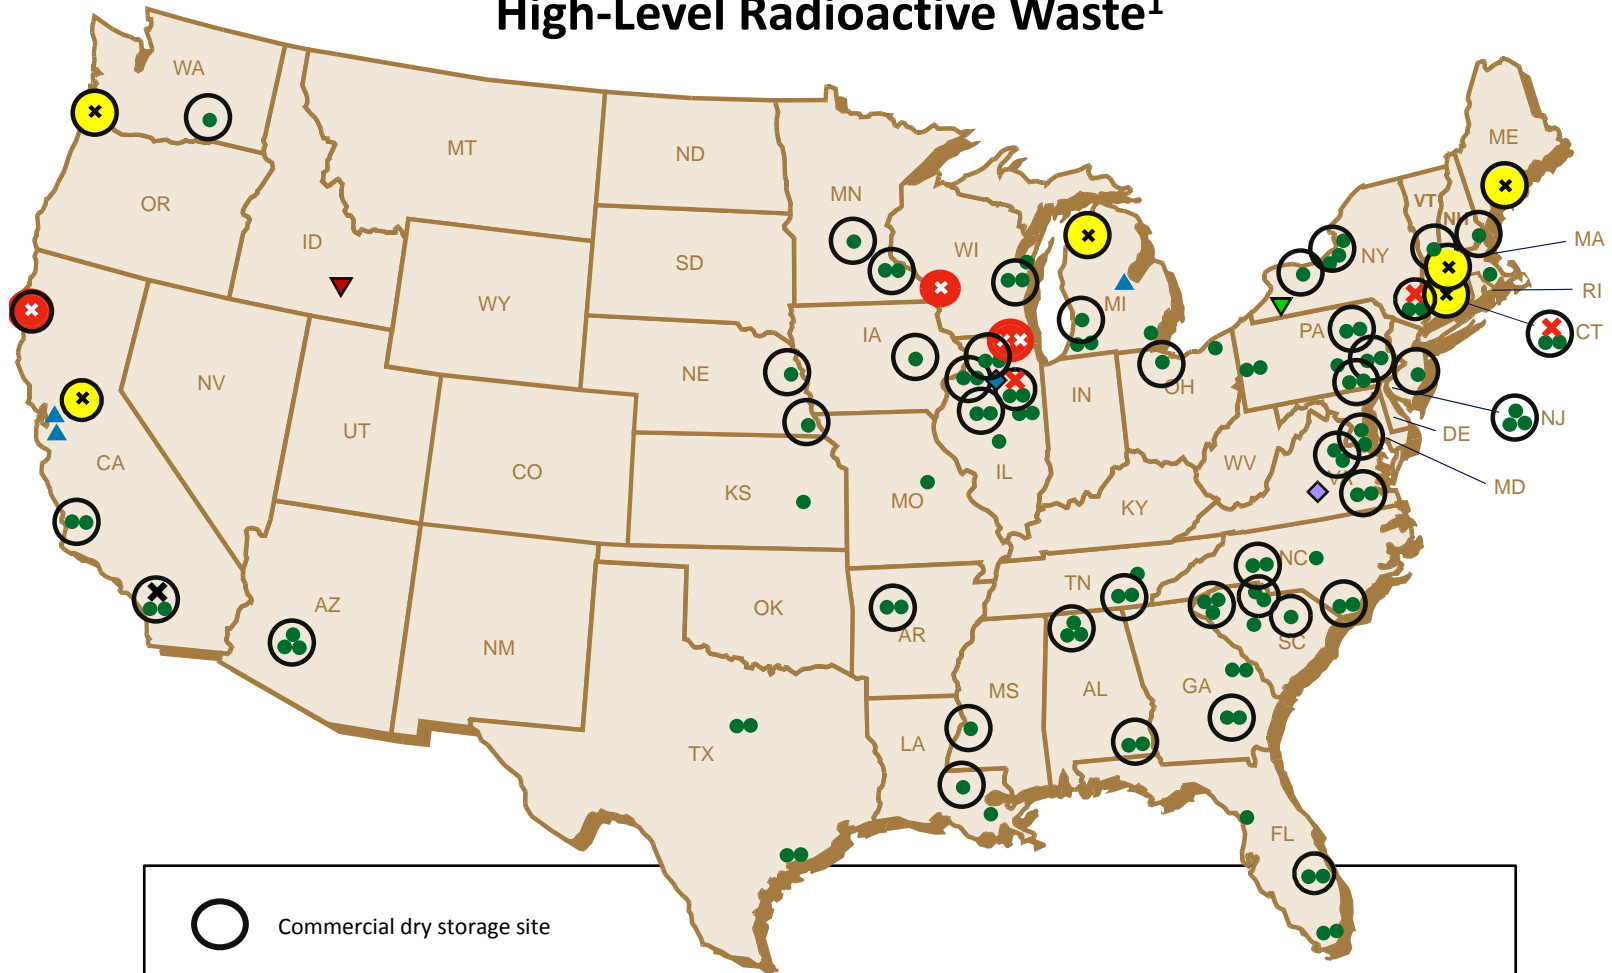 High-Level Radioactive Waste¹
WA
MT
ND
MN
ME
VT
NH
OR
ID
SD
WI
NY
MA
WY
MI
RI
IA
PA
CT
NV
NE
IN
OH
UT
NJ
CA
CO
IL
WV
DE
KS
MO
VA
MD
KY
AZ
NM
OK
AR
TN
NC
SC
MS
AL
GA
TX
LA
FL
Commercial dry storage site